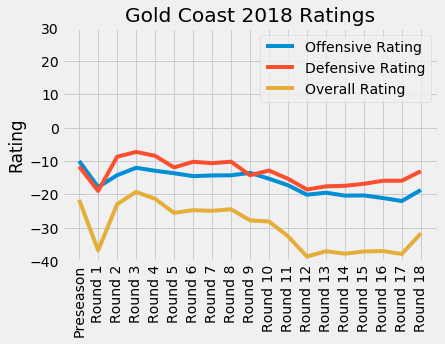 Gold Coast 2018 Ratings
Offensive Rating
Defensive Rating
Overall Rating
Rating
30
20
10
0
−10
−20
−30
−40
Preseason
Round 1
Round 2
Round 3
Round 4
Round 5
Round 6
Round 7
Round 8
Round 9
Round 10
Round 11
Round 12
Round 13
Round 14
Round 15
Round 16
Round 17
Round 18